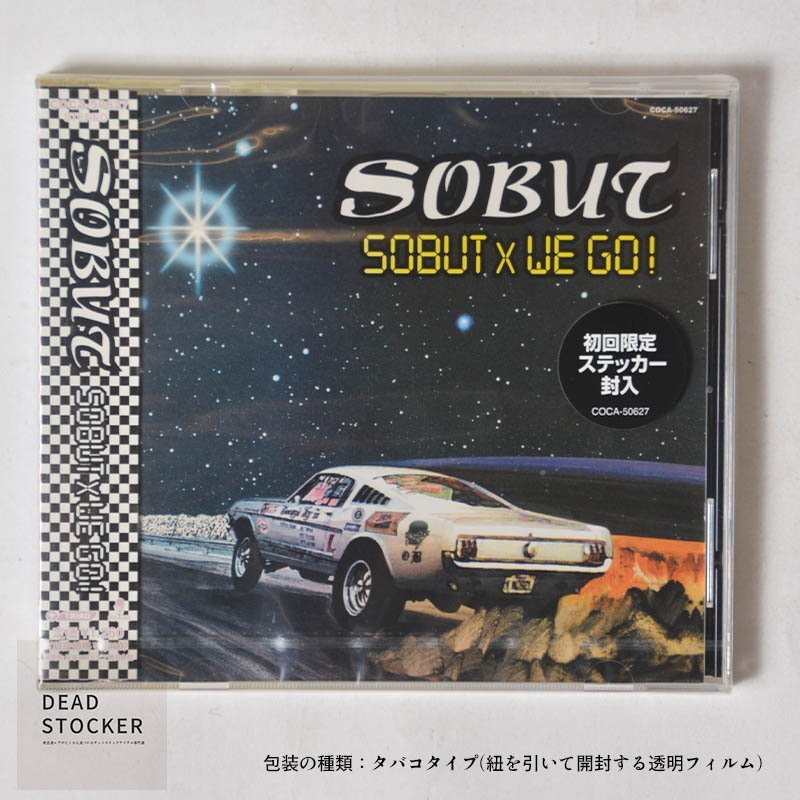 COCA-50627
COCA-50627
SOBUT
SOBUT
SOBUT X WE GO!
初回限定
ステッカー
封入
COCA-50627
SOBUT X WE GO!
DEAD
STOCKER
包装の種類：タバコタイプ(紐を引いて開封する透明フィルム)